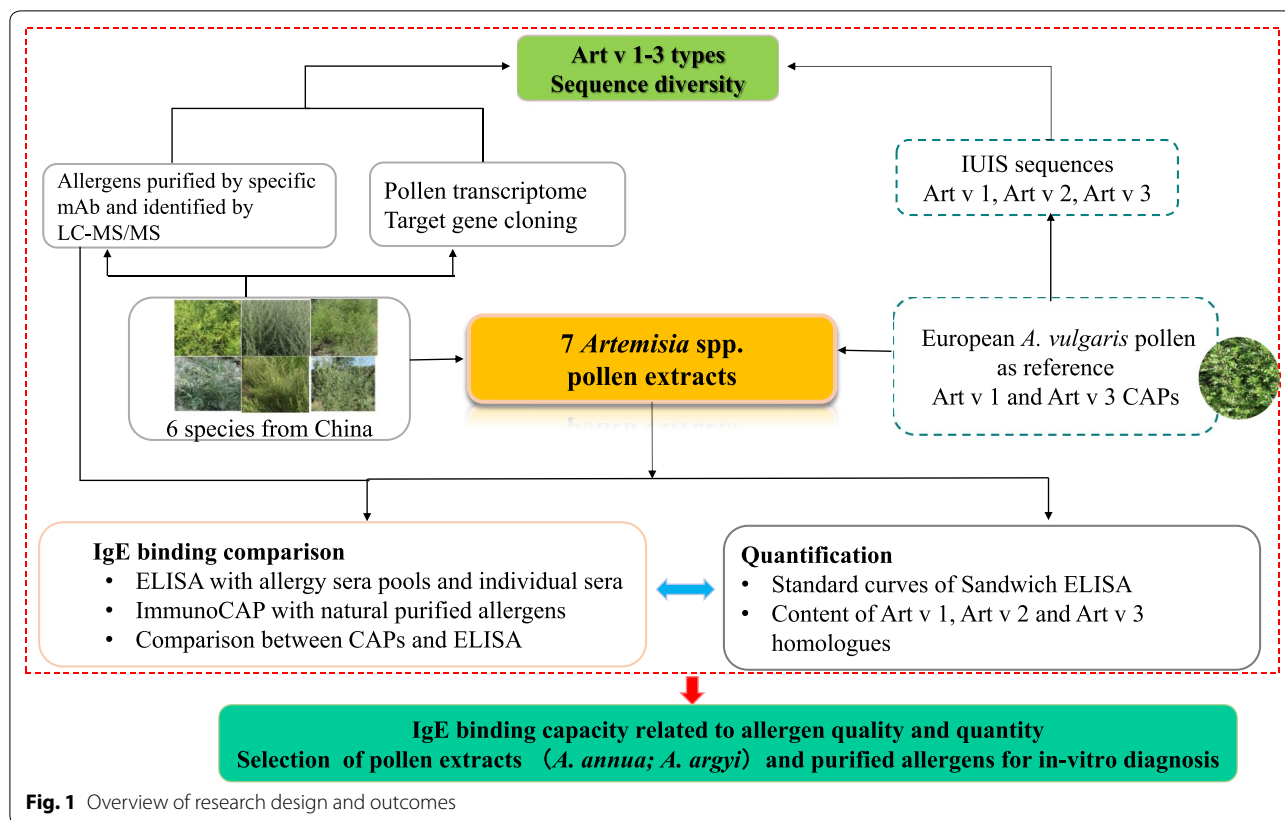 Art v 1-3 types
Sequence diversity
Allergens purified by specific
mAb and identified by
LC-MS/MS
Pollen transcriptome
Target gene cloning
IUIS sequences
Art v 1, Art v 2, Art v 3
6 species from China
7 Artemisia spp.
pollen extracts
European A. vulgaris pollen
as reference
Art v 1 and Art v 3 CAPs
IgE binding comparison
• ELISA with allergy sera pools and individual sera
• ImmunoCAP with natural purified allergens
• Comparison between CAPs and ELISA
Quantification
• Standard curves of Sandwich ELISA
• Content of Art v 1, Art v 2 and Art v 3
homologues
IgE binding capacity related to allergen quality and quantity
Selection of pollen extracts （A. annua; A. argyi） and purified allergens for in-vitro diagnosis
Fig. 1 Overview of research design and outcomes